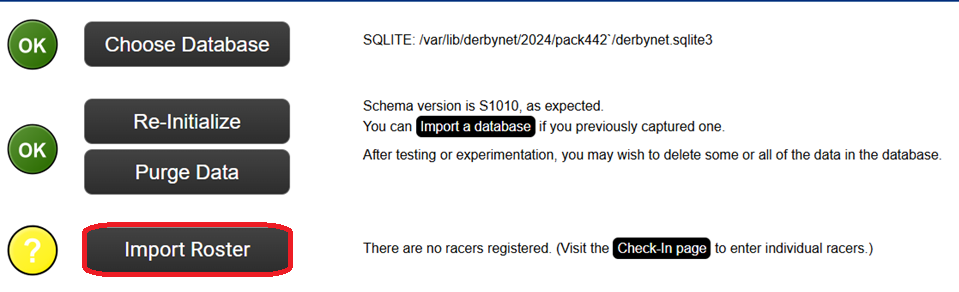 OK
Choose Database
SQLITE: /var/lib/derbynet/2024/pack442`/derbynet.sqlite3
OK
Re-Initialize
Purge Data
Schema version is S1010, as expected.
You can Import a database if you previously captured one.
After testing or experimentation, you may wish to delete some or all of the data in the database.
?
Import Roster
There are no racers registered. (Visit the Check-In page to enter individual racers.)